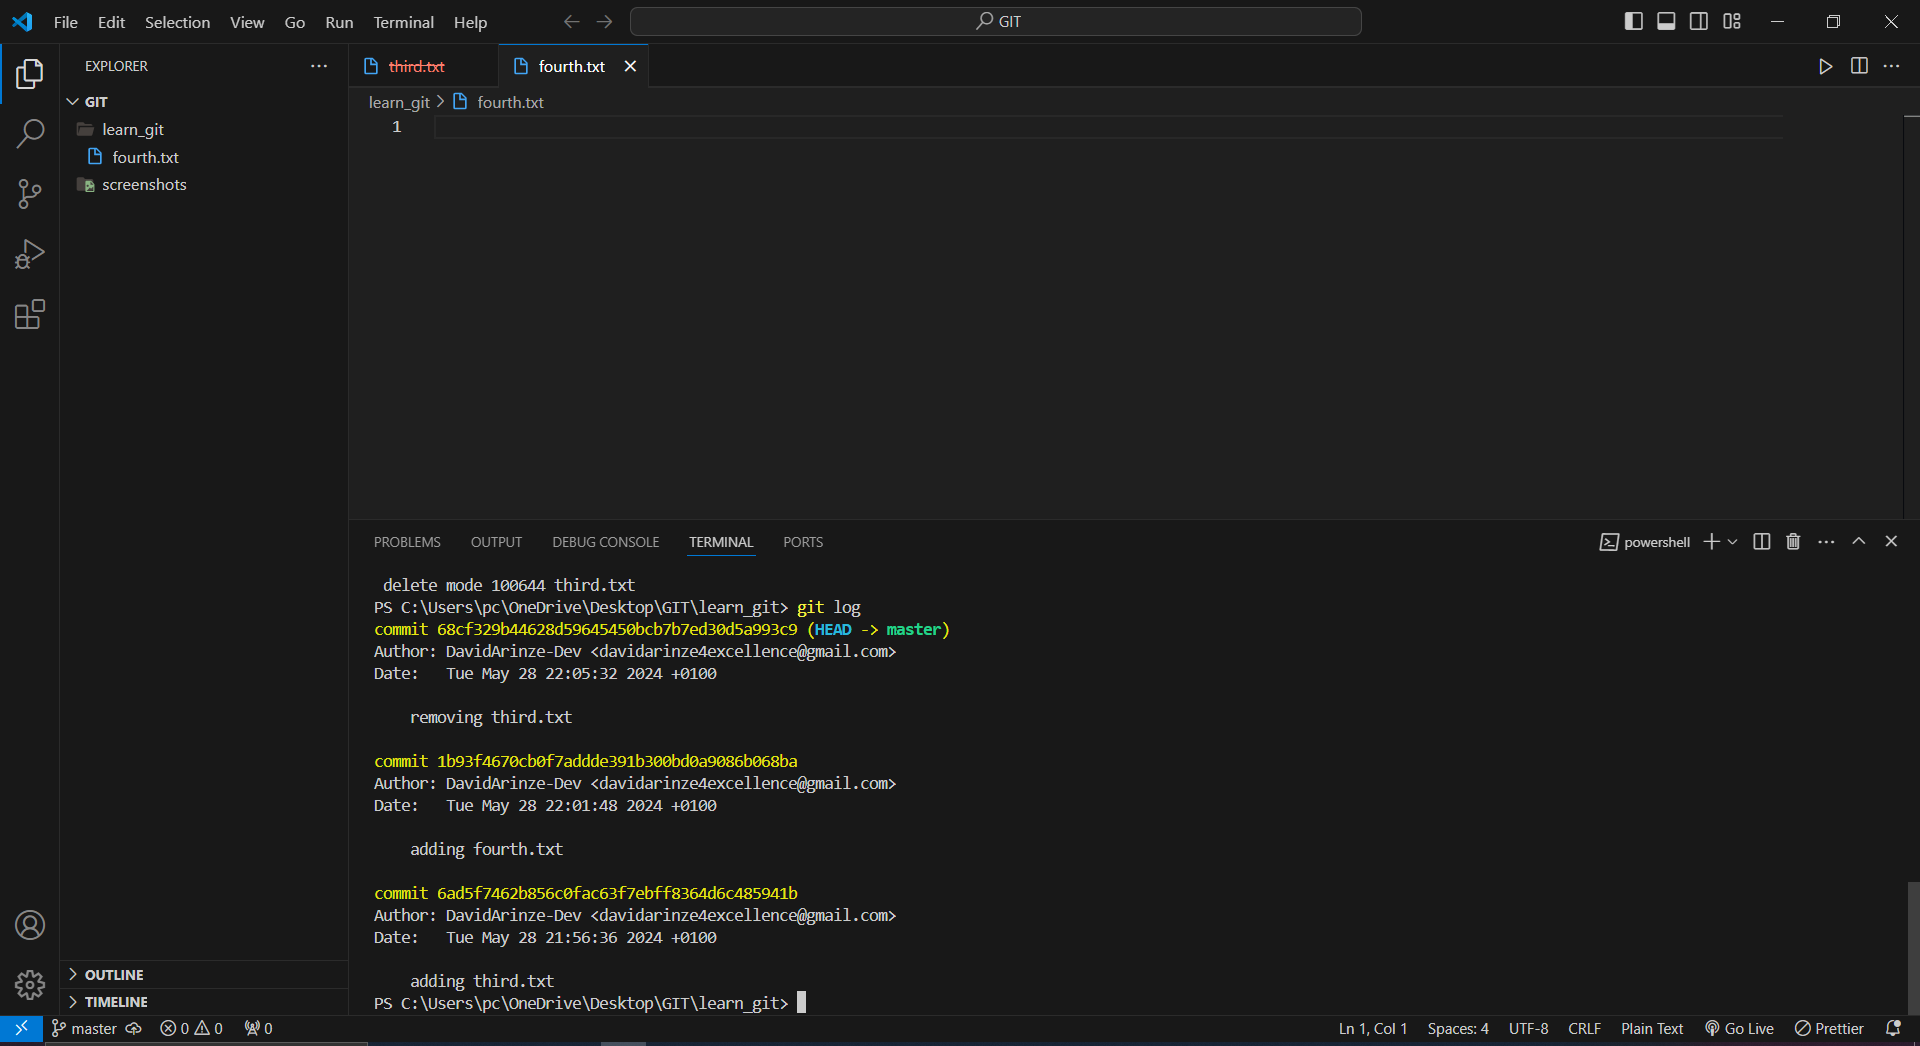 File Edit Selection View Go Run Terminal Help
GIT
EXPLORER
GIT
learn_git
fourth.txt
screenshots
OUTLINE
TIMELINE
third.txt
fourth.txt
learn_git > fourth.txt
1
PROBLEMS OUTPUT DEBUG CONSOLE TERMINAL PORTS
powershell
delete mode 100644 third.txt
PS C:\Users\pc\OneDrive\Desktop\GIT\learn_git> git log
commit 68cf329b44628d59645450bcb7b7ed30d5a993c9 (HEAD -> master)
Author: DavidArinze-Dev <davidarinze4excellence@gmail.com>
Date:   Tue May 28 22:05:32 2024 +0100
removing third.txt
commit 1b93f4670cb0f7addde391b300bd0a9086b068ba
Author: DavidArinze-Dev <davidarinze4excellence@gmail.com>
Date:   Tue May 28 22:01:48 2024 +0100
adding fourth.txt
commit 6ad5f7462b856c0fac63f7ebff8364d6c485941b
Author: DavidArinze-Dev <davidarinze4excellence@gmail.com>
Date:   Tue May 28 21:56:36 2024 +0100
adding third.txt
PS C:\Users\pc\OneDrive\Desktop\GIT\learn_git>
master 0 0 0 Ln 1, Col 1 Spaces: 4 UTF-8 CRLF Plain Text Go Live Prettier